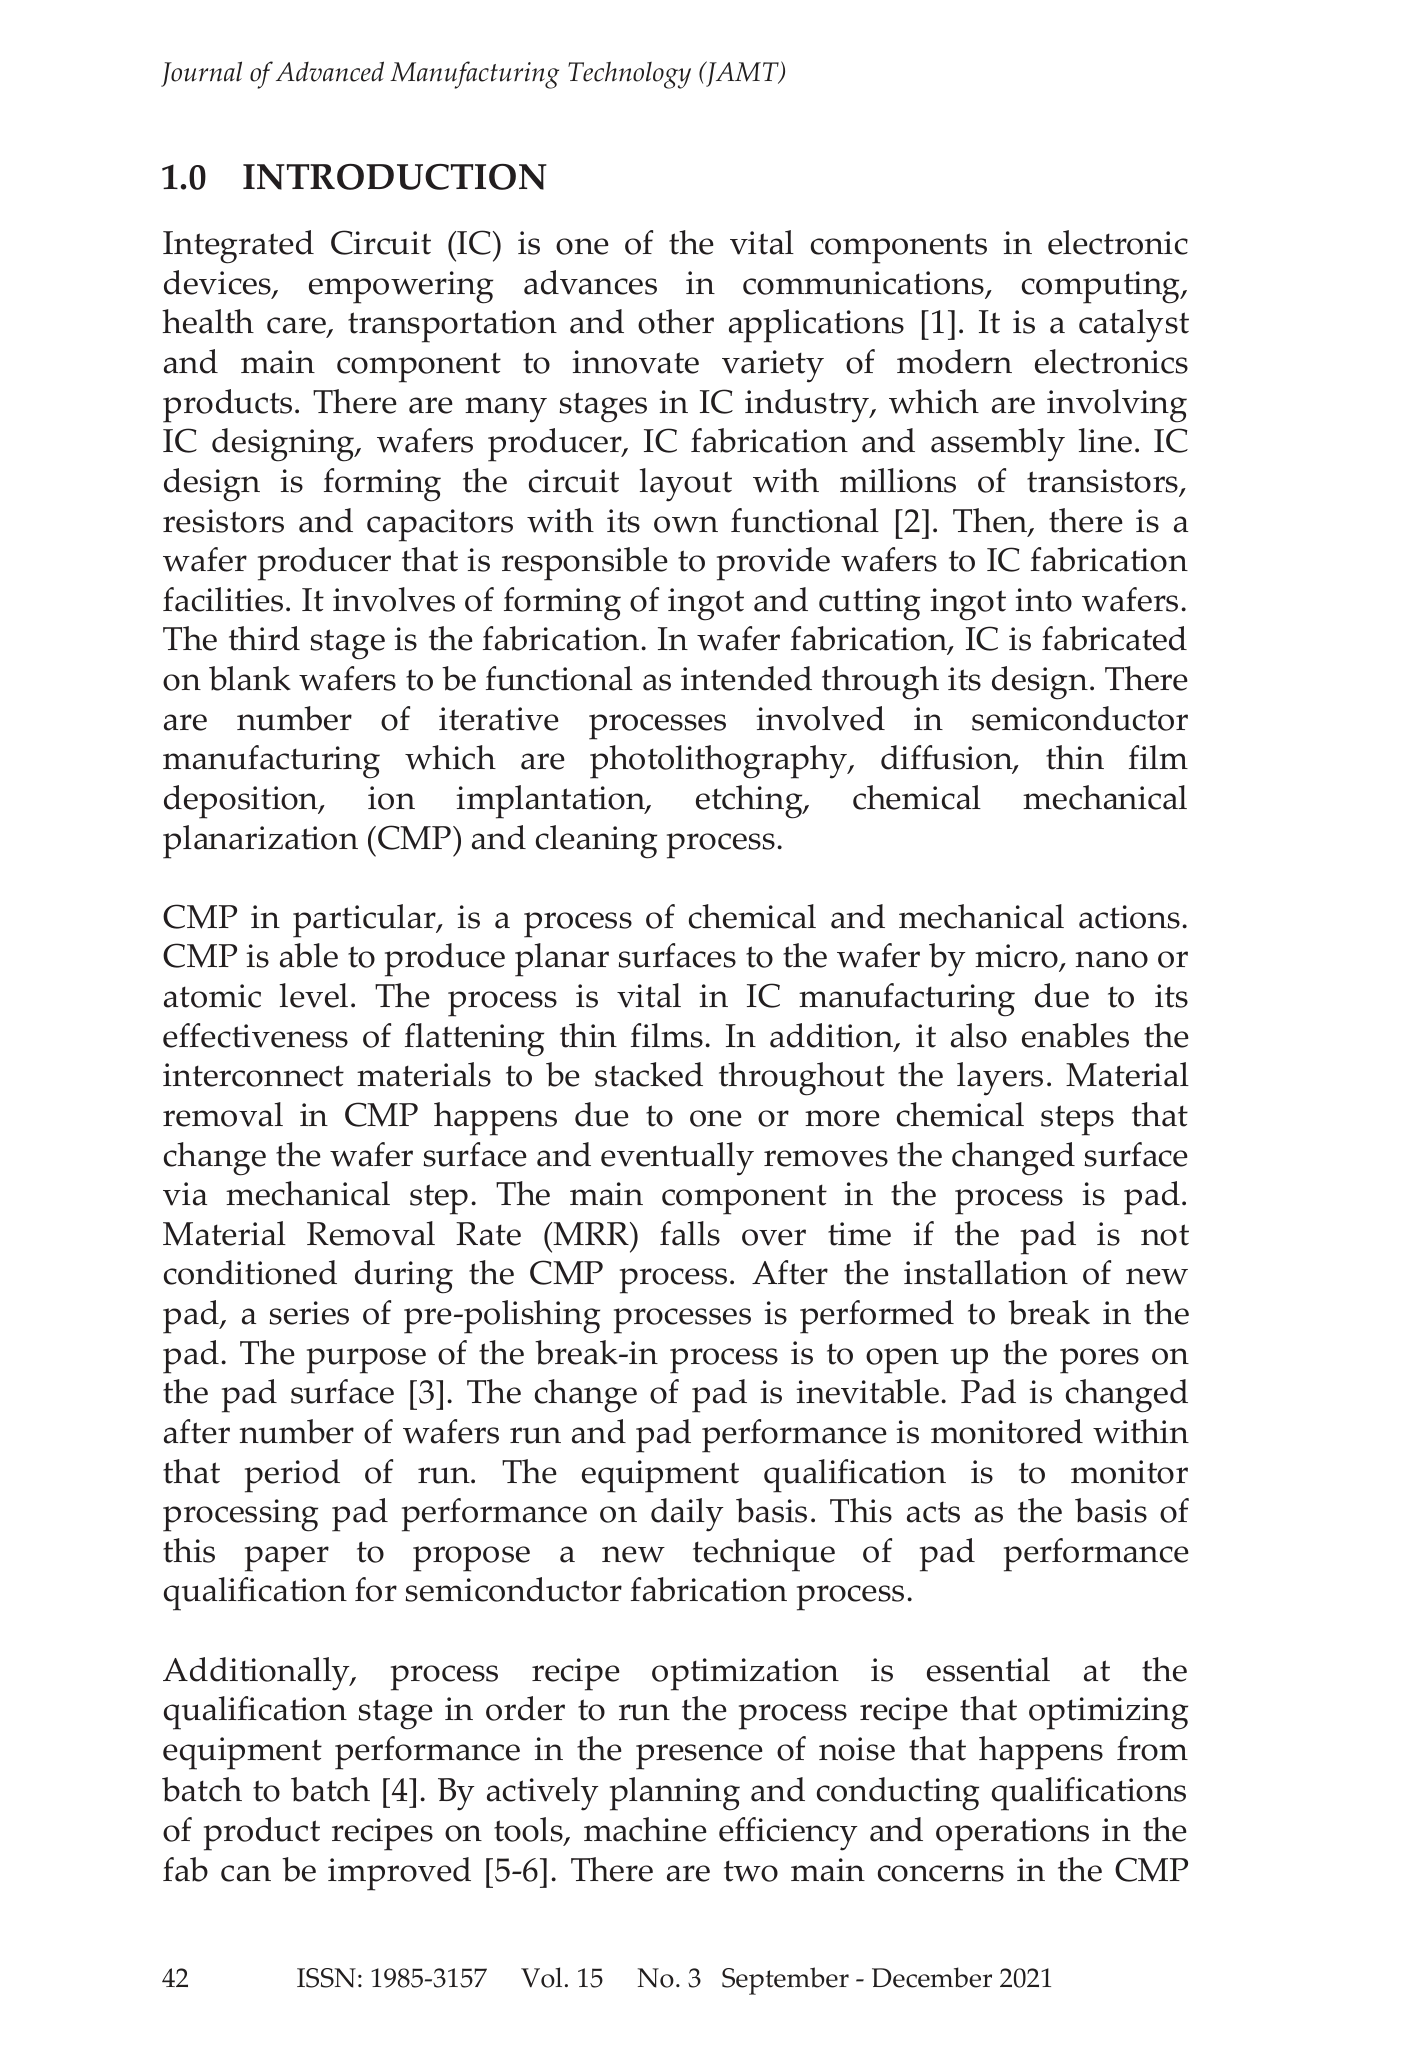 Journal of Advanced Manufacturing Technology (JAMT)
1.0 INTRODUCTION
Integrated Circuit (IC) is one of the vital components in electronic
devices, empowering advances in communications, computing,
health care, transportation and other applications [1]. It is a catalyst
and main component to innovate variety of modern electronics
products. There are many stages in IC industry, which are involving
IC designing, wafers producer, IC fabrication and assembly line. IC
design is forming the circuit layout with millions of transistors,
resistors and capacitors with its own functional [2]. Then, there is a
wafer producer that is responsible to provide wafers to IC fabrication
facilities. It involves of forming of ingot and cutting ingot into wafers.
The third stage is the fabrication. In wafer fabrication, IC is fabricated
on blank wafers to be functional as intended through its design. There
are number of iterative processes involved in semiconductor
manufacturing which are photolithography, diffusion, thin film
deposition, ion implantation, etching, chemical mechanical
planarization (CMP) and cleaning process.
CMP in particular, is a process of chemical and mechanical actions.
CMP is able to produce planar surfaces to the wafer by micro, nano or
atomic level. The process is vital in IC manufacturing due to its
effectiveness of flattening thin films. In addition, it also enables the
interconnect materials to be stacked throughout the layers. Material
removal in CMP happens due to one or more chemical steps that
change the wafer surface and eventually removes the changed surface
via mechanical step. The main component in the process is pad.
Material Removal Rate (MRR) falls over time if the pad is not
conditioned during the CMP process. After the installation of new
pad, a series of pre-polishing processes is performed to break in the
pad. The purpose of the break-in process is to open up the pores on
the pad surface [3]. The change of pad is inevitable. Pad is changed
after number of wafers run and pad performance is monitored within
that period of run. The equipment qualification is to monitor
processing pad performance on daily basis. This acts as the basis of
this paper to propose a new technique of pad performance
qualification for semiconductor fabrication process.
Additionally, process recipe optimization is essential at the
qualification stage in order to run the process recipe that optimizing
equipment performance in the presence of noise that happens from
batch to batch [4]. By actively planning and conducting qualifications
of product recipes on tools, machine efficiency and operations in the
fab can be improved [5-6]. There are two main concerns in the CMP
42 ISSN: 1985-3157 Vol. 15 No. 3 September - December 2021